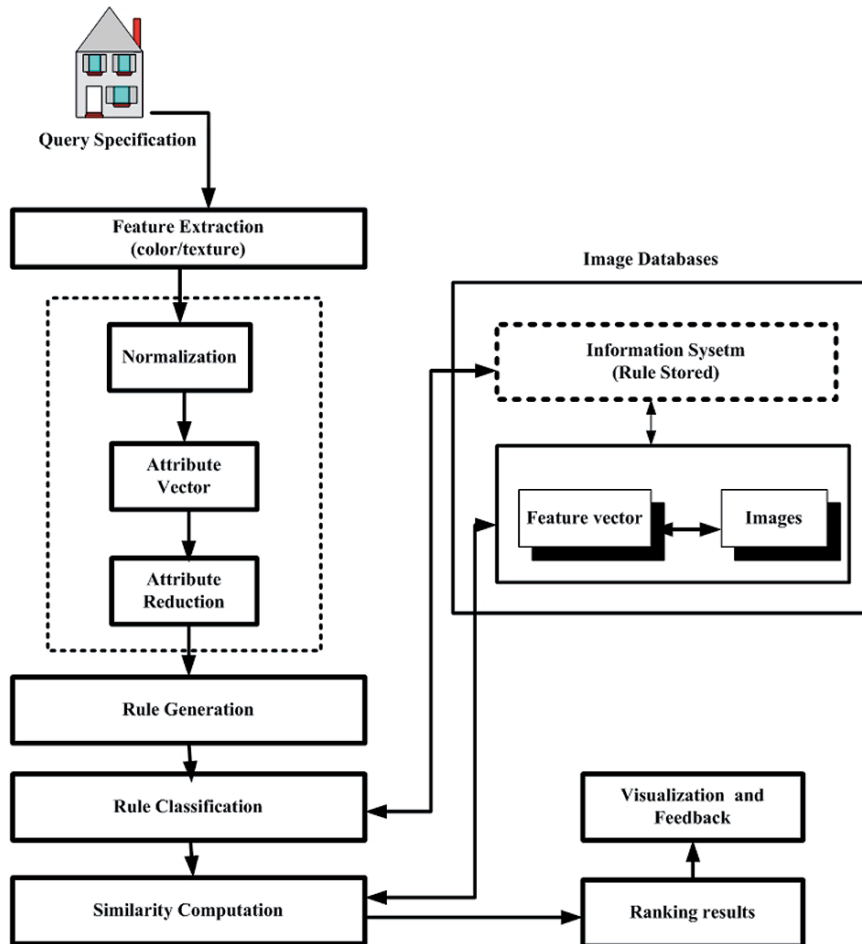 Query Specification
Feature Extraction
(color/texture)
Normalization
Attribute
Vector
Attribute
Reduction
Rule Generation
Rule Classification
Similarity Computation
Image Databases
Information Sysetm
(Rule Stored)
Feature vector
Images
Visualization and
Feedback
Ranking results